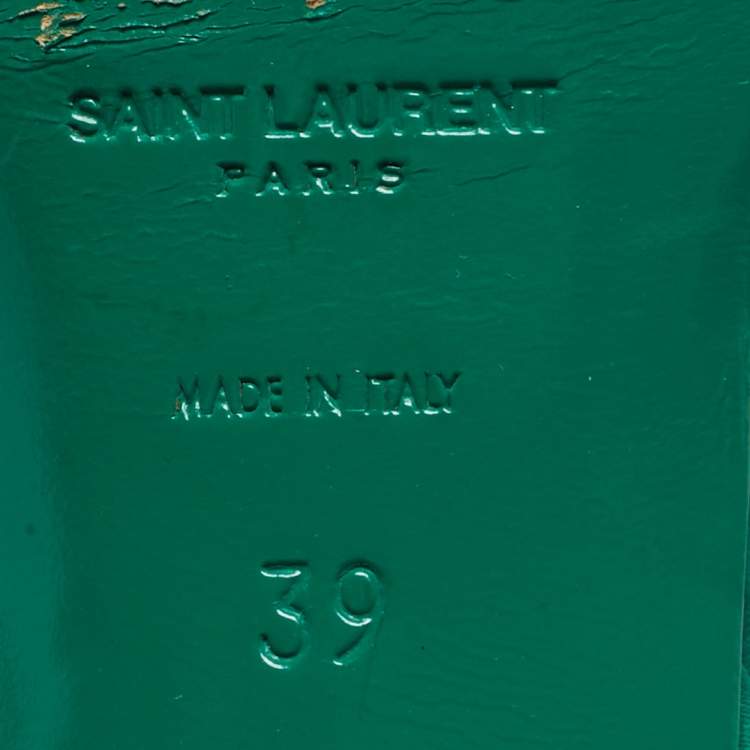 SAINT LAURENT
PARIS
MADE IN ITALY
39